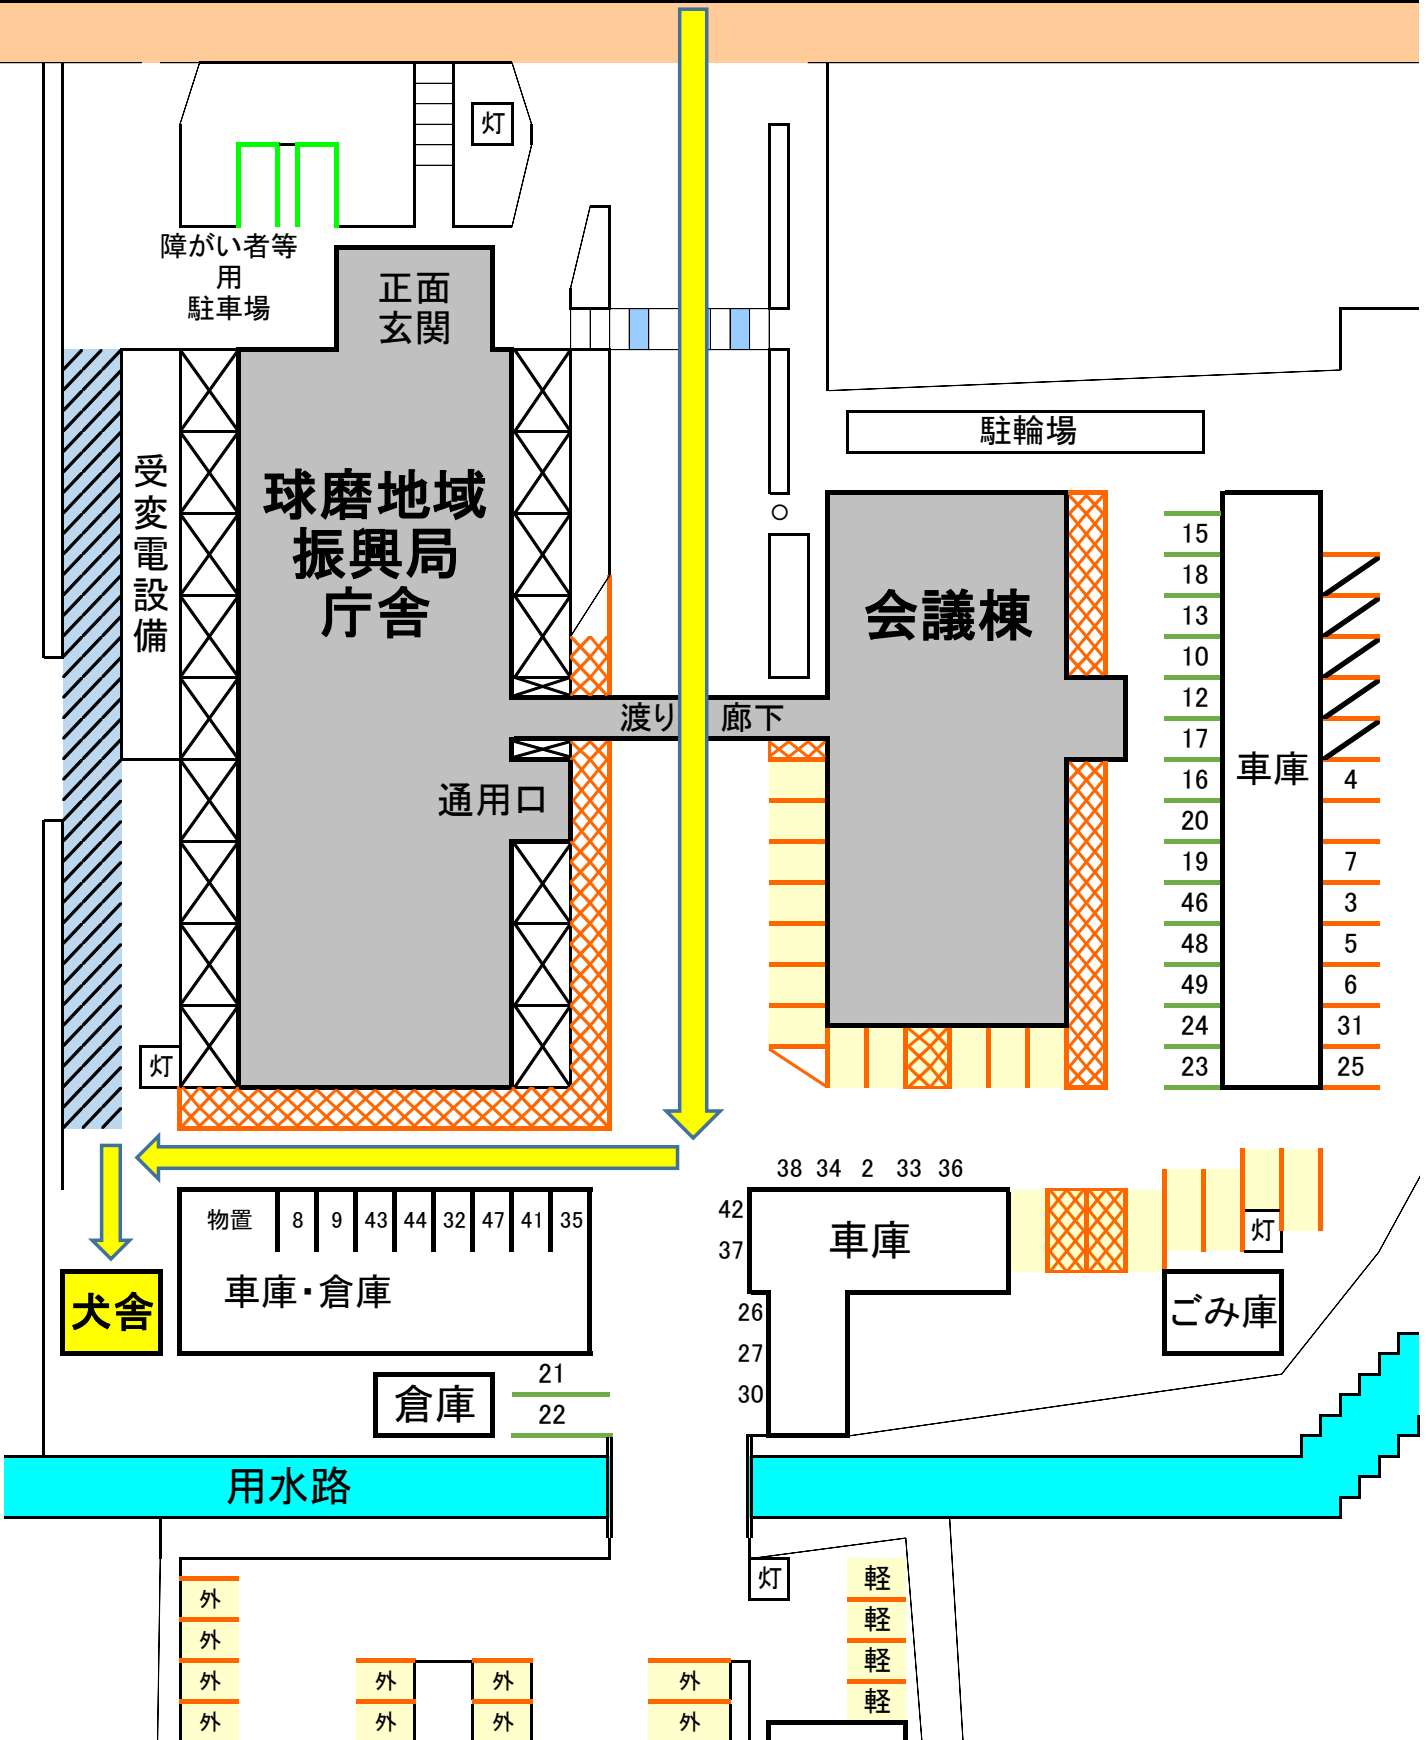 灯
障がい者等
用
駐車場
正面
玄関
駐輪場
受変電設備
球磨地域
振興局
庁舎
会議棟
渡り廊下
通用口
車庫
15
18
13
10
12
17
16
20
19
46
48
49
24
23
4
7
3
5
6
31
25
灯
38 34 2 33 36
42
37
車庫
26
27
30
灯
ごみ庫
物置 8 9 43 44 32 47 41 35
車庫・倉庫
犬舎
倉庫
21
22
用水路
灯
軽
軽
軽
軽
外
外
外
外
外
外
外
外
外
外